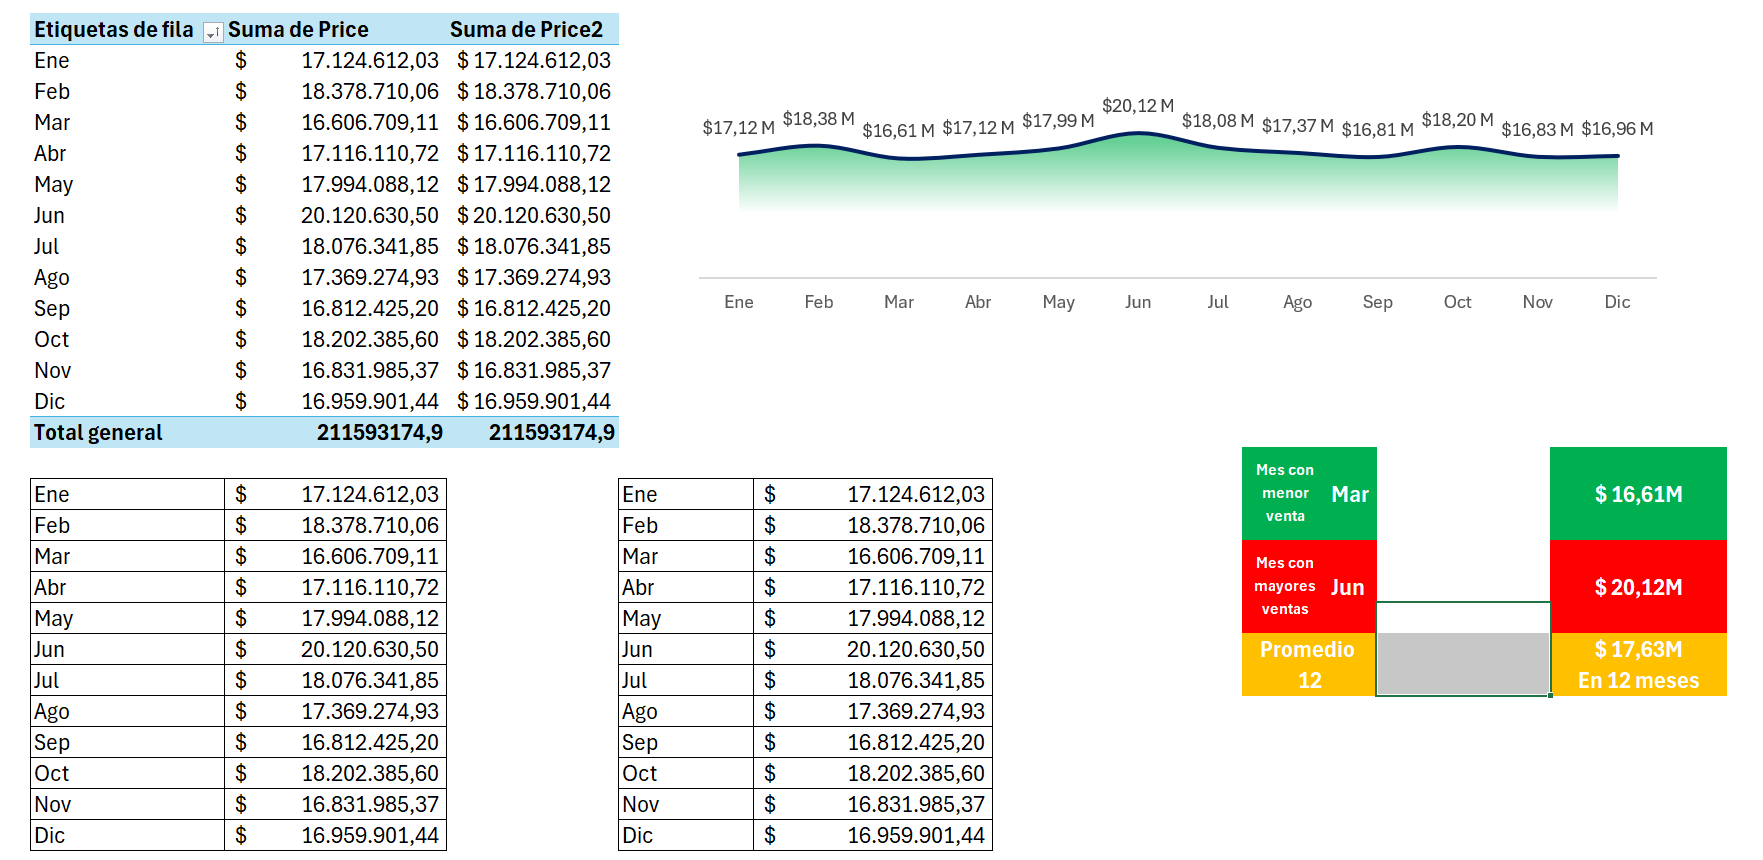 Etiquetas de fila Suma de Price Suma de Price2
Ene $ 17.124.612,03 $ 17.124.612,03
Feb $ 18.378.710,06 $ 18.378.710,06
Mar $ 16.606.709,11 $ 16.606.709,11
Abr $ 17.116.110,72 $ 17.116.110,72
May $ 17.994.088,12 $ 17.994.088,12
Jun $ 20.120.630,50 $ 20.120.630,50
Jul $ 18.076.341,85 $ 18.076.341,85
Ago $ 17.369.274,93 $ 17.369.274,93
Sep $ 16.812.425,20 $ 16.812.425,20
Oct $ 18.202.385,60 $ 18.202.385,60
Nov $ 16.831.985,37 $ 16.831.985,37
Dic $ 16.959.901,44 $ 16.959.901,44
Total general 211593174,9 211593174,9
$17,12 M $18,38 M $16,61 M $17,12 M $17,99 M $20,12 M $18,08 M $17,37 M $16,81 M $18,20 M $16,83 M $16,96 M
Ene Feb Mar Abr May Jun Jul Ago Sep Oct Nov Dic
Ene $ 17.124.612,03
Feb $ 18.378.710,06
Mar $ 16.606.709,11
Abr $ 17.116.110,72
May $ 17.994.088,12
Jun $ 20.120.630,50
Jul $ 18.076.341,85
Ago $ 17.369.274,93
Sep $ 16.812.425,20
Oct $ 18.202.385,60
Nov $ 16.831.985,37
Dic $ 16.959.901,44
Ene $ 17.124.612,03
Feb $ 18.378.710,06
Mar $ 16.606.709,11
Abr $ 17.116.110,72
May $ 17.994.088,12
Jun $ 20.120.630,50
Jul $ 18.076.341,85
Ago $ 17.369.274,93
Sep $ 16.812.425,20
Oct $ 18.202.385,60
Nov $ 16.831.985,37
Dic $ 16.959.901,44
Mes con
menor
venta
Mar
$ 16,61M
Mes con
mayores
ventas
Jun
$ 20,12M
Promedio
12
$ 17,63M
En 12 meses